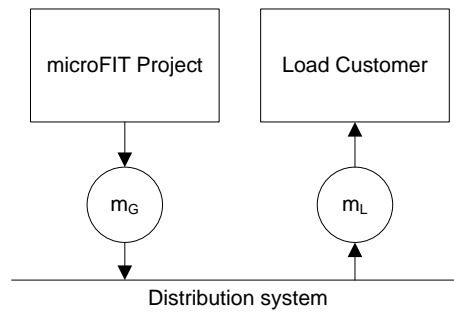 microFIT Project
Load Customer
mG
mL
Distribution system